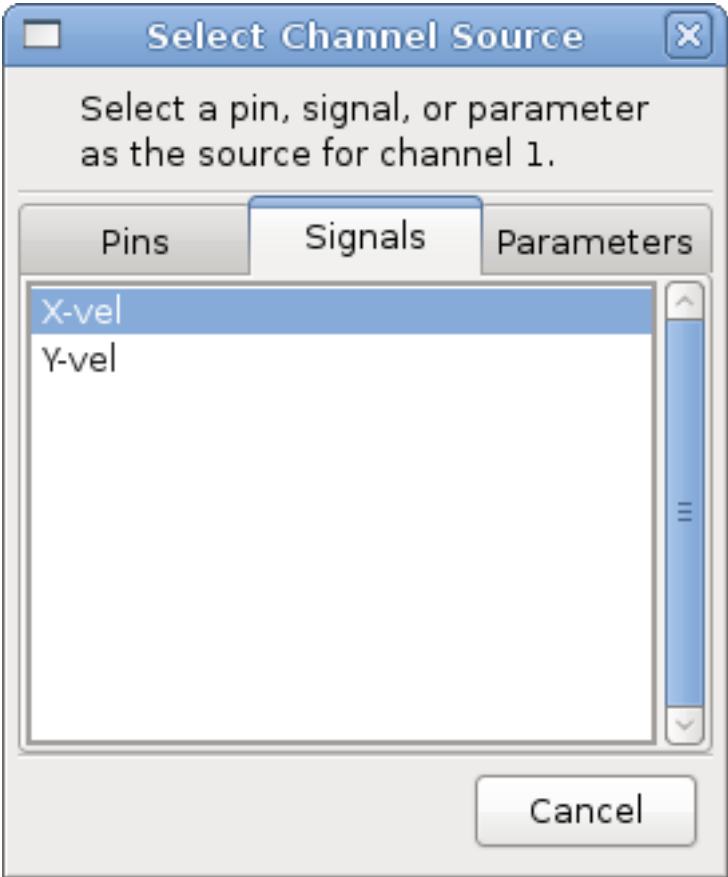 Select Channel Source
Select a pin, signal, or parameter
as the source for channel 1.
Pins
Signals
Parameters
X-vel
Y-vel
Cancel